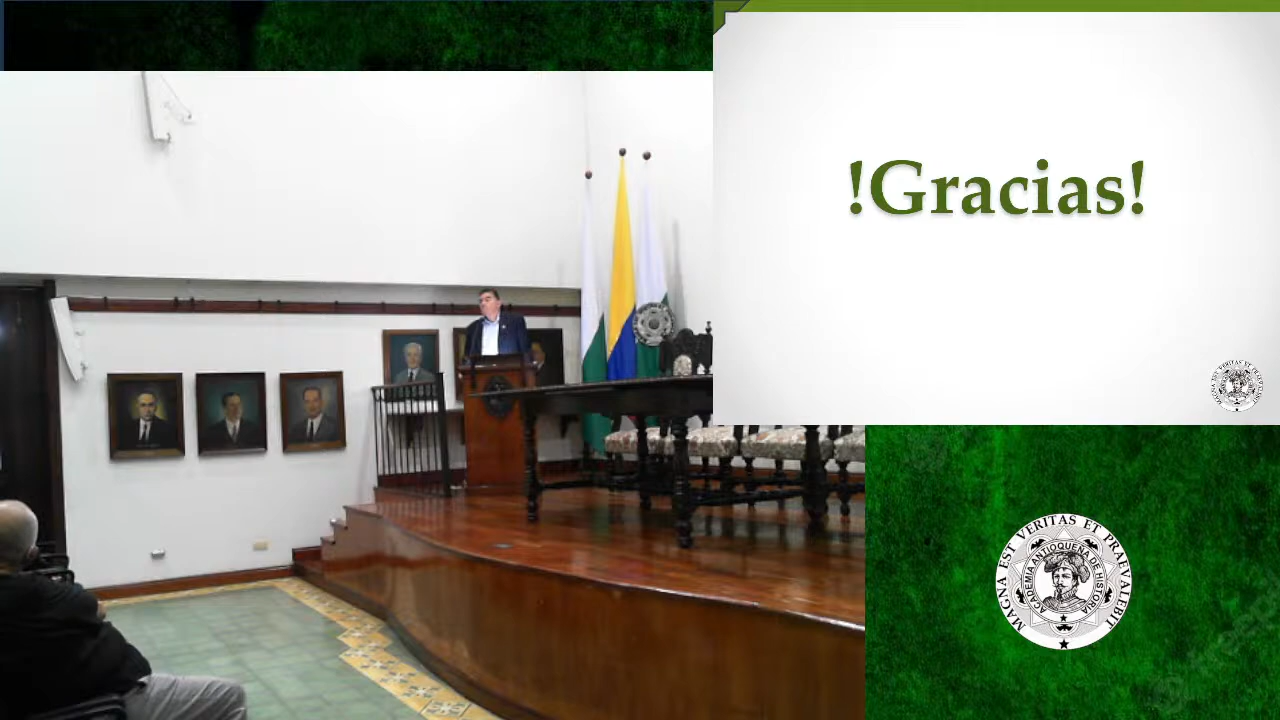 !Gracias!
MAGNA EST VERITAS ET PRAEVALEBIT
ACADEMIA ANTIOQUEÑA DE HISTORIA